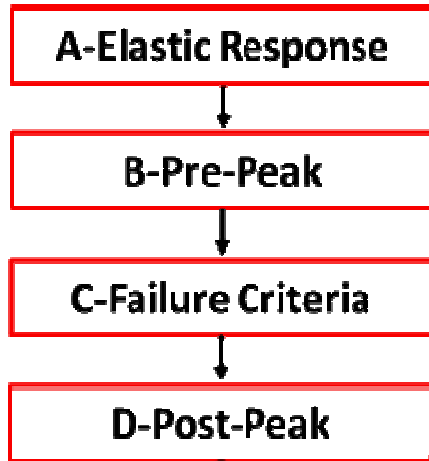 A-Elastic Response
B-Pre-Peak
C-Failure Criteria
D-Post-Peak